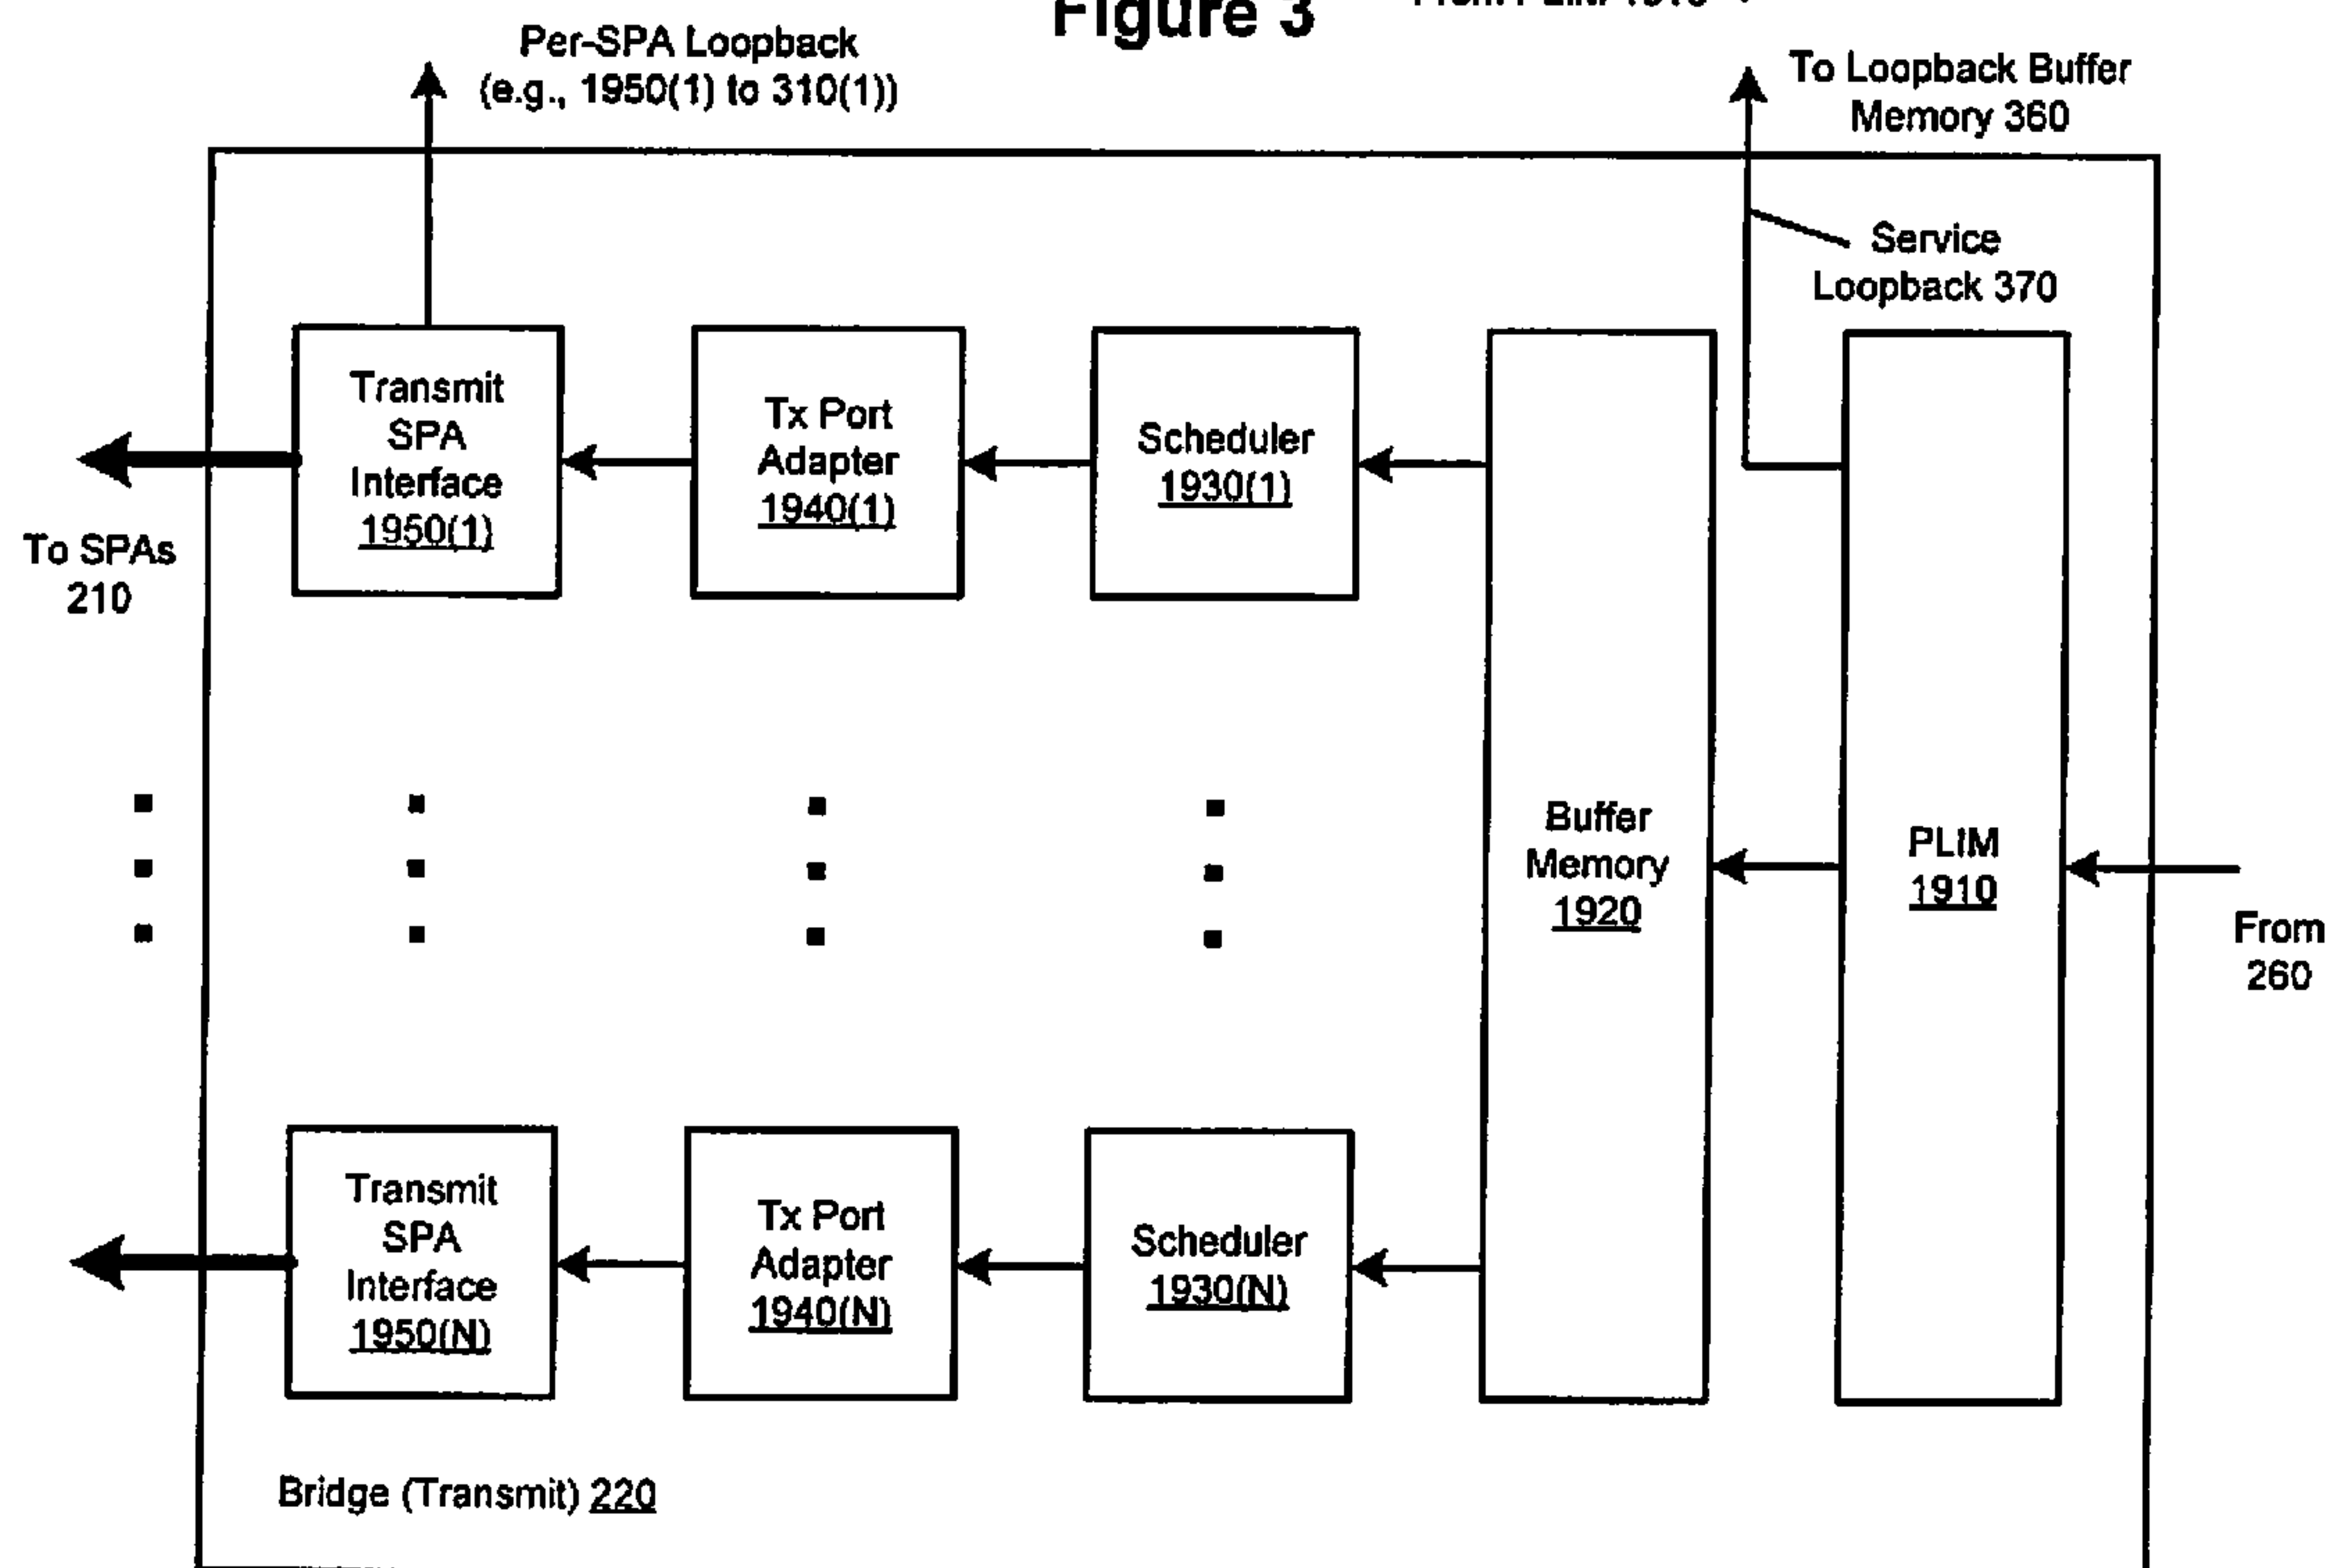 Figure 3
Per-SPA Loopback
(e.g., 1950(1) to 310(1))
To Loopback Buffer
Memory 360
Service
Loopback 370
Transmit
SPA
Interface
1950(1)
Tx Port
Adapter
1940(1)
Scheduler
1930(1)
To SPAs
210
Buffer
Memory
1920
PLIM
1910
From
260
Transmit
SPA
Interface
1950(N)
Tx Port
Adapter
1940(N)
Scheduler
1930(N)
Bridge (Transmit) 220